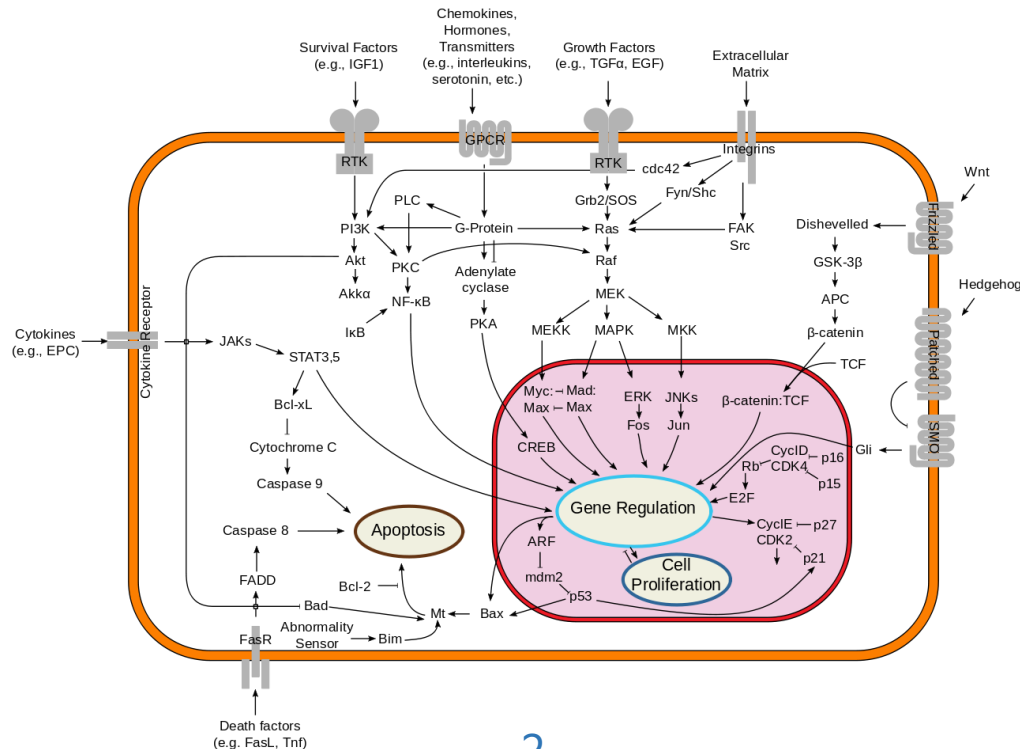 Chemokines,
Hormones,
Transmitters
(e.g., interleukins,
serotonin, etc.)
Survival Factors
(e.g., IGF1)
Growth Factors
(e.g., TGFα, EGF)
Extracellular
Matrix
GPCR
RTK
RTK
Integrins
cdc42
Wnt
Fyn/Shc
Grb2/SOS
PLC
Frizzled
PI3K
G-Protein
Ras
FAK
Src
Dishevelled
Akt
PKC
Adenylate
cyclase
Raf
GSK-3β
Akkα
NF-κB
MEK
APC
Hedgehog
IκB
PKA
MEKK
MAPK
MKK
β-catenin
Cytokines
(e.g., EPC)
Cytokine Receptor
JAKs
STAT3,5
TCF
Patched
Bcl-xL
Myc:
Max
Mad:
Max
ERK
JNKs
β-catenin:TCF
Fos
Jun
Cytochrome C
CREB
SMO
Gli
CycID
CDK4
p16
p15
Rb
Caspase 9
E2F
Gene Regulation
Caspase 8
Apoptosis
CyclE
CDK2
p27
p21
ARF
Cell
Proliferation
mdm2
FADD
Bcl-2
p53
Bad
Mt
Bax
Abnormality
Sensor
Bim
FasR
Death factors
(e.g. FasL, Tnf)
2